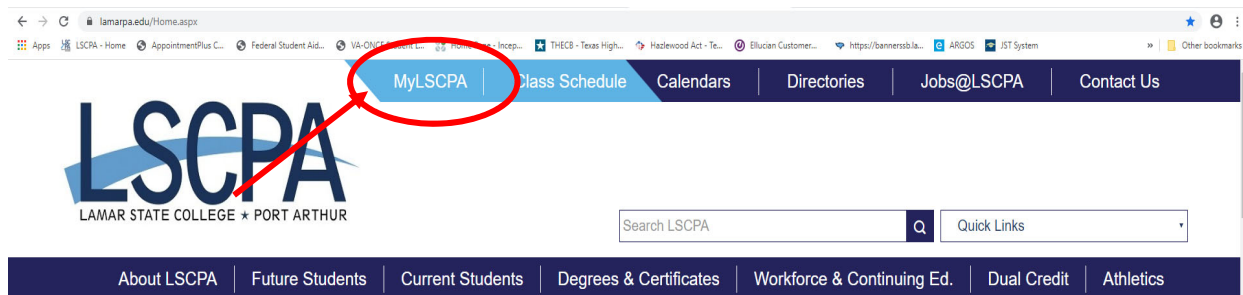 lamarpa.edu/Home.aspx
Apps LSCPA - Home AppointmentPlus C... Federal Student Aid... VA-ONCE Student L... - Incep... THECB - Texas High... Hazlewood Act - Te... Ellucian Customer... https://bannerssb.la... ARGOS JST System » Other bookmarks
MyLSCPA Class Schedule Calendars Directories Jobs@LSCPA Contact Us
LSCPA
LAMAR STATE COLLEGE ★ PORT ARTHUR
Search LSCPA Quick Links
About LSCPA Future Students Current Students Degrees & Certificates Workforce & Continuing Ed. Dual Credit Athletics